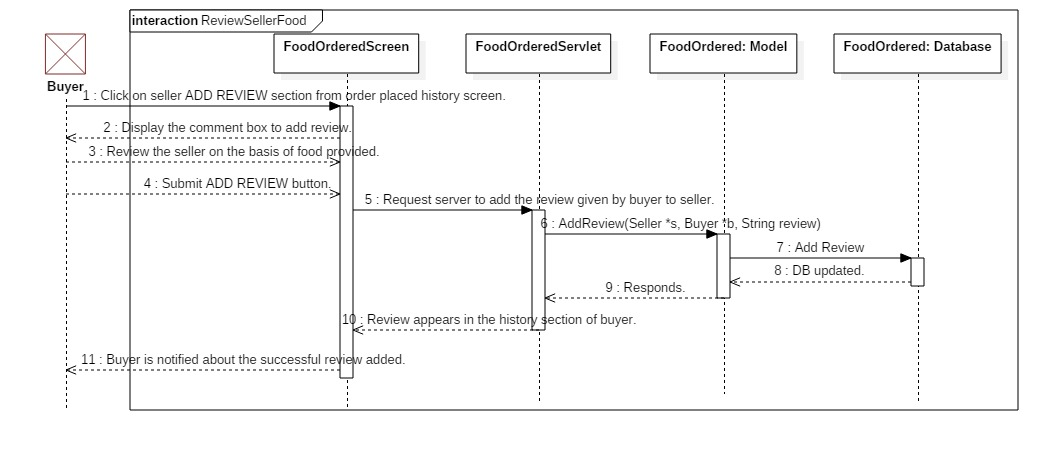 interaction ReviewSellerFood
FoodOrderedScreen
FoodOrderedServlet
FoodOrdered: Model
FoodOrdered: Database
Buyer
1 : Click on seller ADD REVIEW section from order placed history screen.
2 : Display the comment box to add review.
3 : Review the seller on the basis of food provided.
4 : Submit ADD REVIEW button.
5 : Request server to add the review given by buyer to seller.
6 : AddReview(Seller *s, Buyer *b, String review)
7 : Add Review
8 : DB updated.
9 : Responds.
10 : Review appears in the history section of buyer.
11 : Buyer is notified about the successful review added.